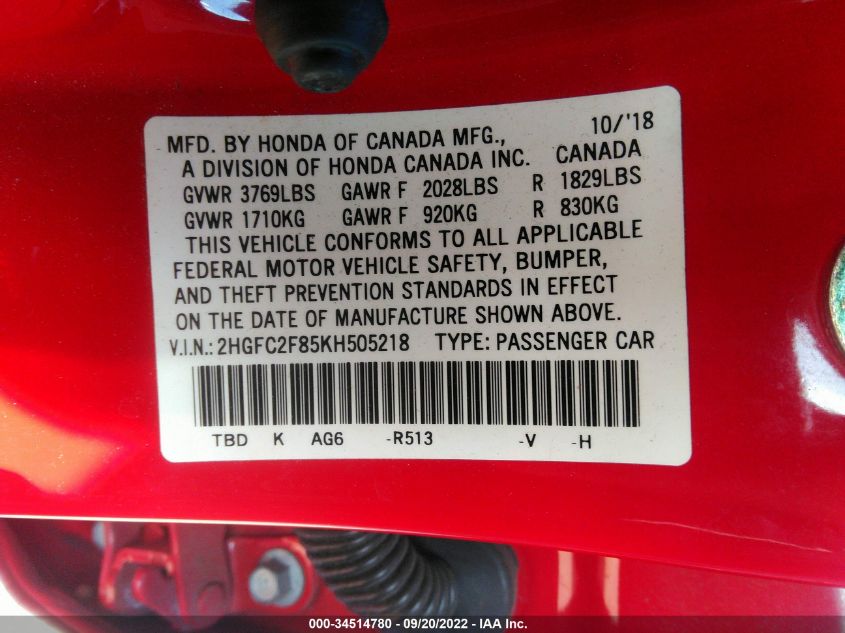 MFD. BY HONDA OF CANADA MFG., 10/'18
A DIVISION OF HONDA CANADA INC. CANADA
GVWR 3769LBS GAWR F 2028LBS R 1829LBS
GVWR 1710KG GAWR F 920KG R 830KG
THIS VEHICLE CONFORMS TO ALL APPLICABLE
FEDERAL MOTOR VEHICLE SAFETY, BUMPER,
AND THEFT PREVENTION STANDARDS IN EFFECT
ON THE DATE OF MANUFACTURE SHOWN ABOVE.
V.I.N.: 2HGFC2F85KH505218 TYPE: PASSENGER CAR
TBD K AG6 -R513 -V -H
000-34514780 — 09/20/2022 — IAA Inc.